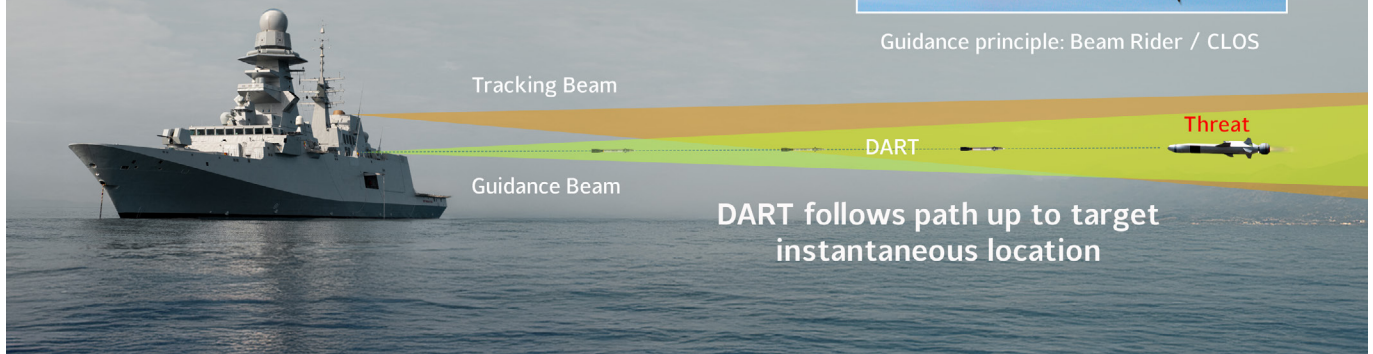 Guidance principle: Beam Rider / CLOS
Tracking Beam
Threat
DART
Guidance Beam
DART follows path up to target
instantaneous location